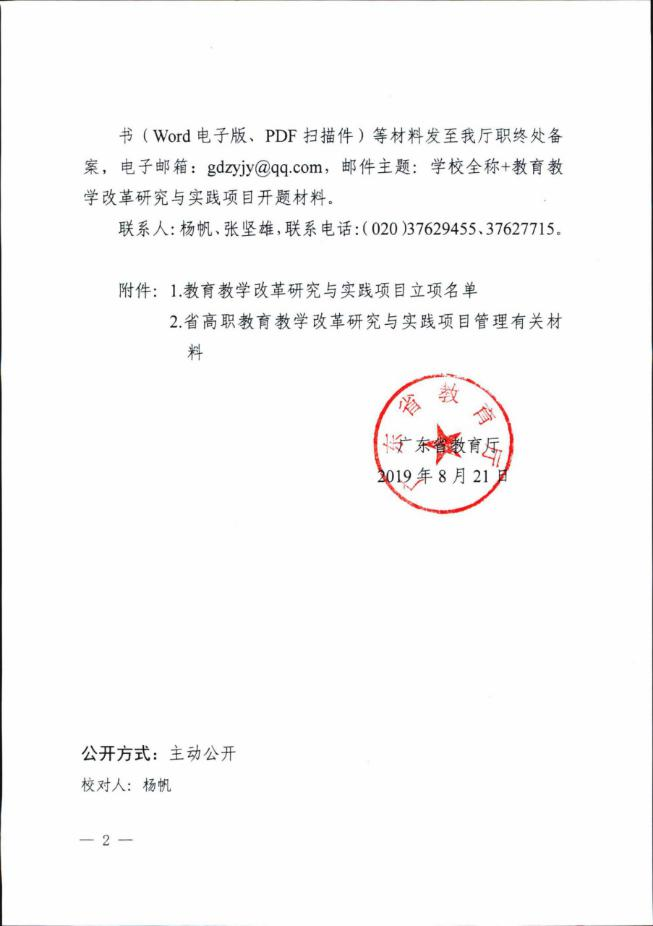 书（Word 电子版、PDF 扫描件）等材料发至我厅职终处备
案，电子邮箱：gdzyjy@qq.com，邮件主题：学校全称+教育教
学改革研究与实践项目开题材料。
联系人：杨帆、张坚雄，联系电话：（020）37629455、37627715。
附件：1.教育教学改革研究与实践项目立项名单
2.省高职教育教学改革研究与实践项目管理有关材
料
广东省教育厅
广东省教育厅
2019 年 8 月 21 日
公开方式：主动公开
校对人：杨帆
— 2 —